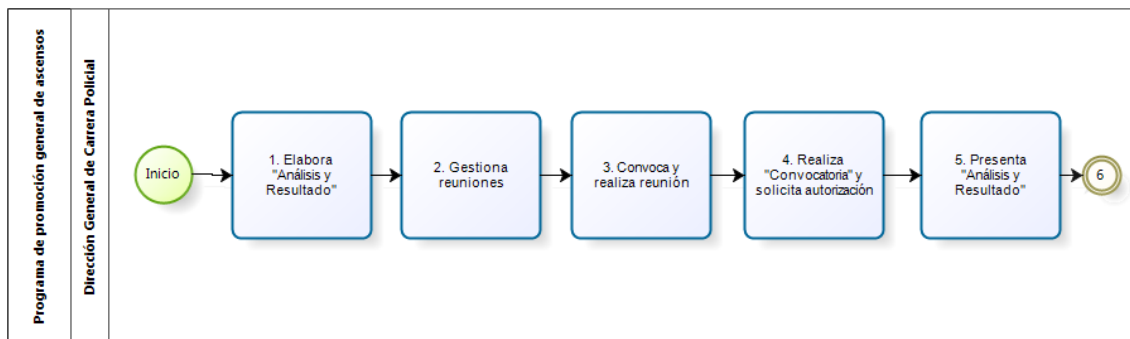 Programa de promoción general de ascensos
Dirección General de Carrera Policial
Inicio
1. Elabora
"Análisis y
Resultado"
2. Gestiona
reuniones
3. Convoca y
realiza reunión
4. Realiza
"Convocatoria" y
solicita autorización
5. Presenta
"Análisis y
Resultado"
6